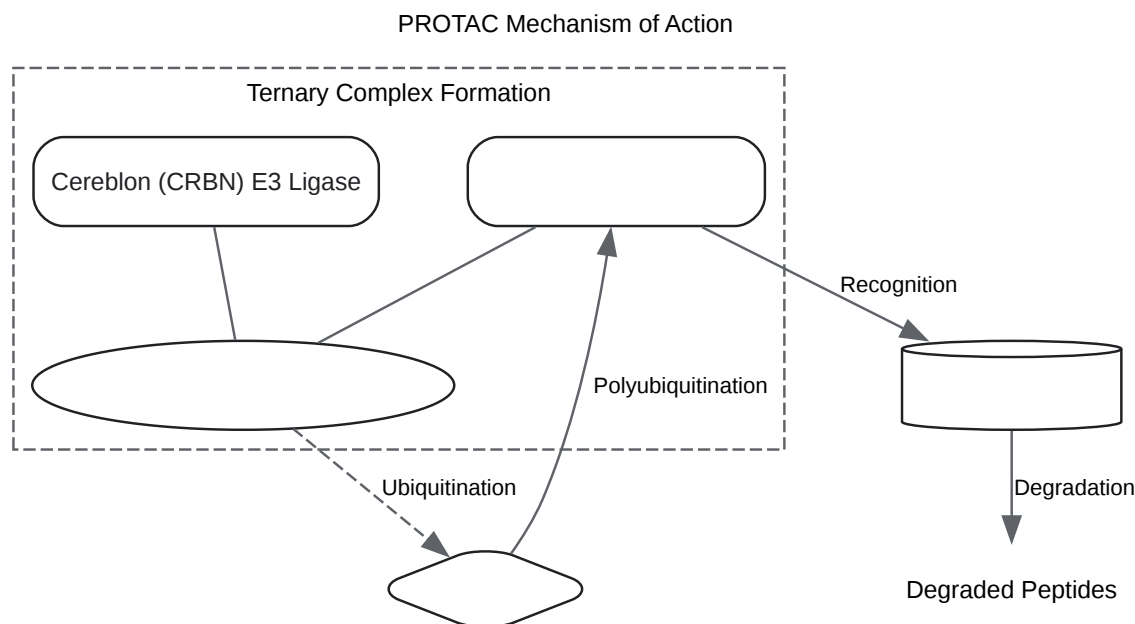 PROTAC Mechanism of Action
Ternary Complex Formation
Cereblon (CRBN) E3 Ligase
Recognition
Polyubiquitination
Ubiquitination
Degradation
Degraded Peptides